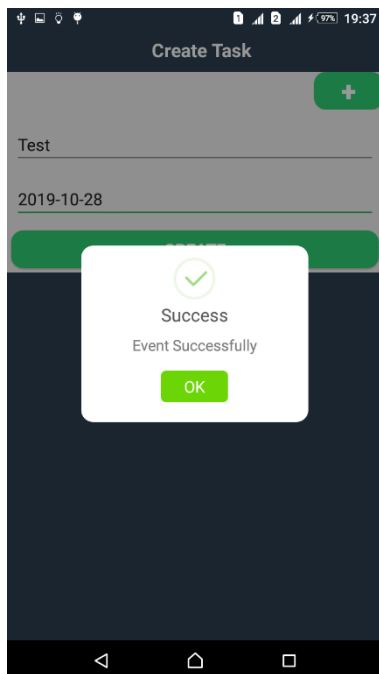 1 2 97% 19:37
Create Task
+
Test
2019-10-28
Success
Event Successfully
OK